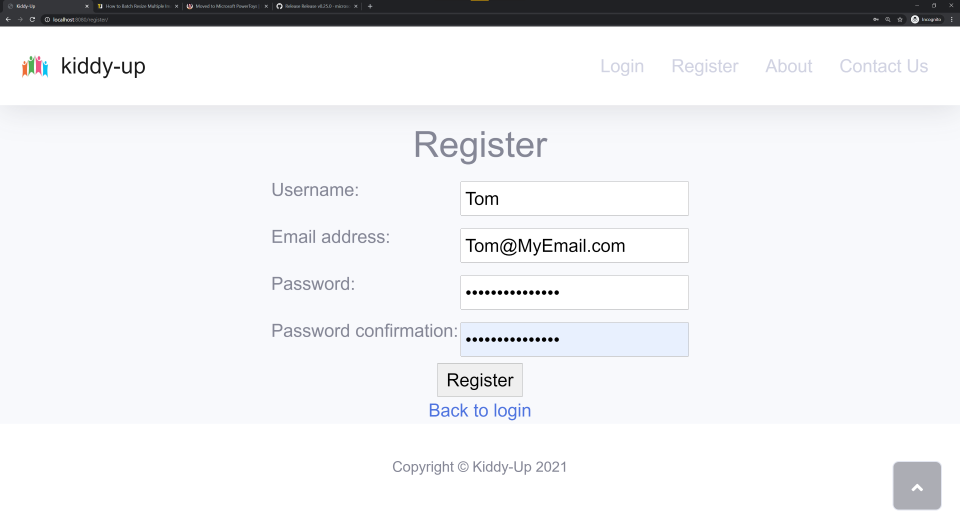 Kiddy-Up
How to Batch Resize Multiple Im
Moved to Microsoft PowerToys
Release Release v0.25.0 · micros
localhost:8080/register/
Incognito
kiddy-up
Login Register About Contact Us
Register
Username: Tom
Email address: Tom@MyEmail.com
Password: •••••••••••••••
Password confirmation: •••••••••••••••
Register
Back to login
Copyright © Kiddy-Up 2021